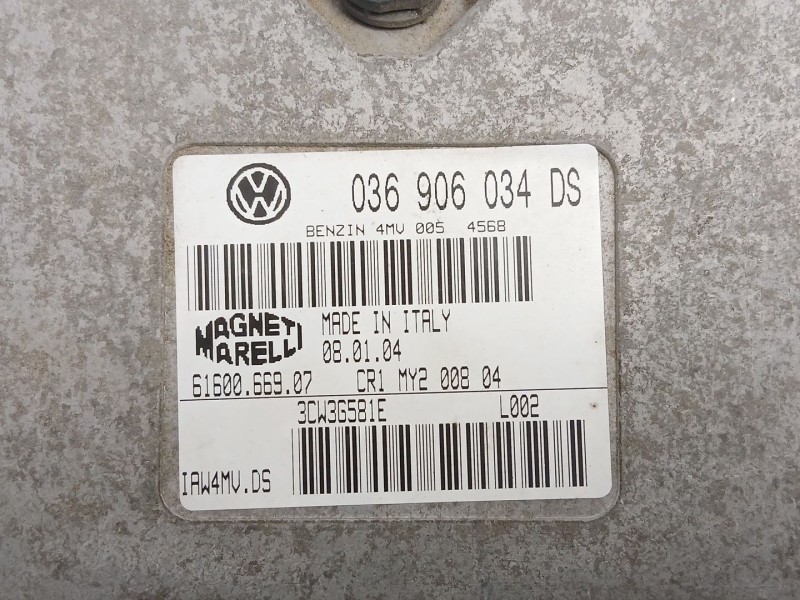 VW 036 906 034 DS
BENZIN 4MV 005 4568
MAGNETI MARELLI
MADE IN ITALY
08.01.04
61600.669.07 CR1 MY2 008 04
3CW3G581E L002
IAW4MV.DS